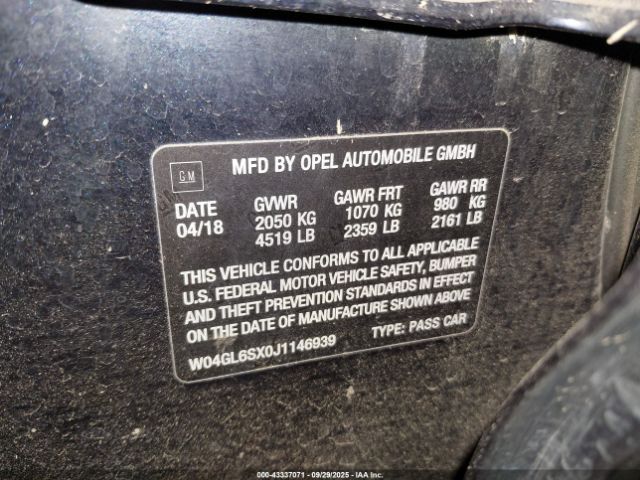 GM
MFD BY OPEL AUTOMOBILE GMBH
DATE GVWR GAWR FRT GAWR RR
04/18 2050 KG 1070 KG 980 KG
4519 LB 2359 LB 2161 LB
THIS VEHICLE CONFORMS TO ALL APPLICABLE
U.S. FEDERAL MOTOR VEHICLE SAFETY, BUMPER
AND THEFT PREVENTION STANDARDS IN EFFECT
ON THE DATE OF MANUFACTURE SHOWN ABOVE
W04GL6SX0J1146939 TYPE: PASS CAR
000-43337071 - 09/29/2025 - IAA Inc.